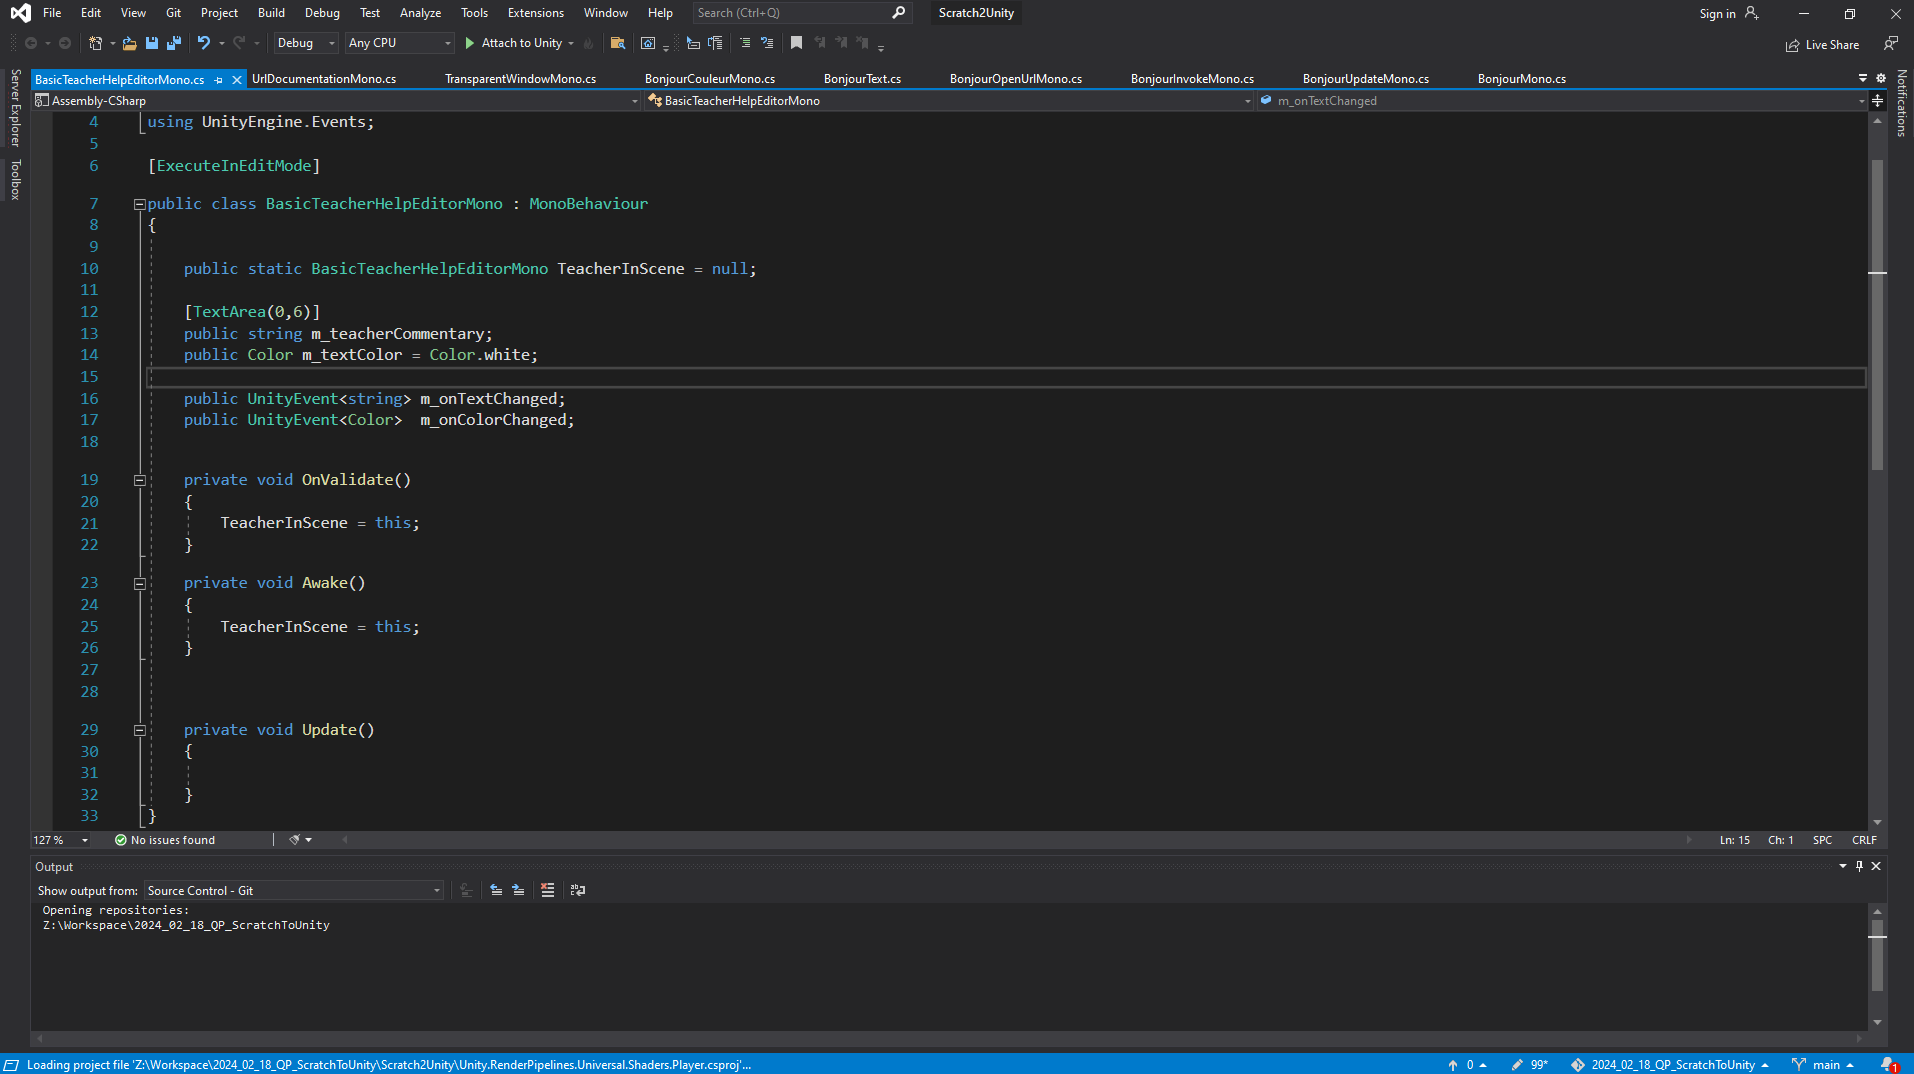 File Edit View Git Project Build Debug Test Analyze Tools Extensions Window Help Search (Ctrl+Q) Scratch2Unity Sign in
Debug Any CPU Attach to Unity Live Share
Server Explorer
Toolbox
Notifications
BasicTeacherHelpEditorMono.cs UrlDocumentationMono.cs TransparentWindowMono.cs BonjourCouleurMono.cs BonjourText.cs BonjourOpenUrlMono.cs BonjourInvokeMono.cs BonjourUpdateMono.cs BonjourMono.cs
Assembly-CSharp BasicTeacherHelpEditorMono m_onTextChanged
4 using UnityEngine.Events;
5
6 [ExecuteInEditMode]
7 public class BasicTeacherHelpEditorMono : MonoBehaviour
8 {
9
10 public static BasicTeacherHelpEditorMono TeacherInScene = null;
11
12 [TextArea(0,6)]
13 public string m_teacherCommentary;
14 public Color m_textColor = Color.white;
15
16 public UnityEvent<string> m_onTextChanged;
17 public UnityEvent<Color>  m_onColorChanged;
18
19 private void OnValidate()
20 {
21 TeacherInScene = this;
22 }
23 private void Awake()
24 {
25 TeacherInScene = this;
26 }
27
28
29 private void Update()
30 {
31
32 }
33 }
127 % No issues found Ln: 15 Ch: 1 SPC CRLF
Output
Show output from: Source Control - Git
Opening repositories:
Z:\Workspace\2024_02_18_QP_ScratchToUnity
Loading project file 'Z:\Workspace\2024_02_18_QP_ScratchToUnity\Scratch2Unity\Unity.RenderPipelines.Universal.Shaders.Player.csproj'... 0 99* 2024_02_18_QP_ScratchToUnity main 1